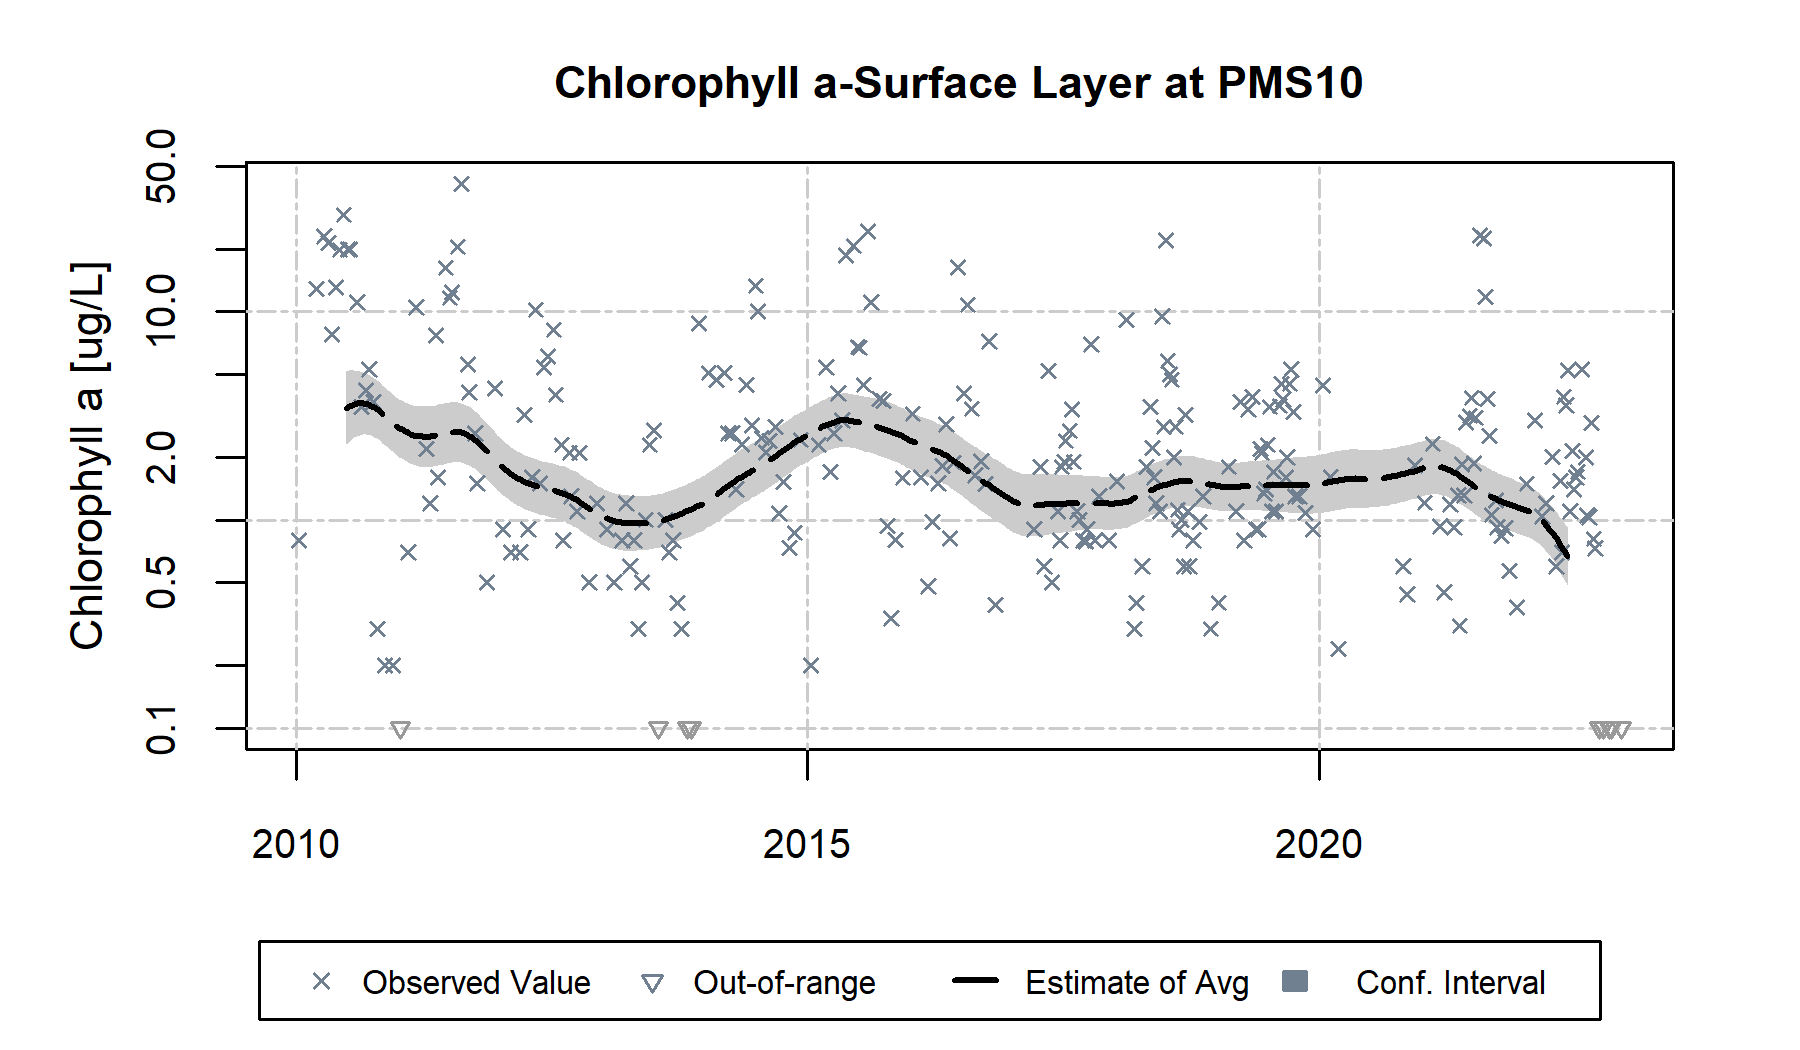 Chlorophyll a-Surface Layer at PMS10
Chlorophyll a [ug/L]
50.0
10.0
2.0
0.5
0.1
2010 2015 2020
Observed Value Out-of-range Estimate of Avg Conf. Interval